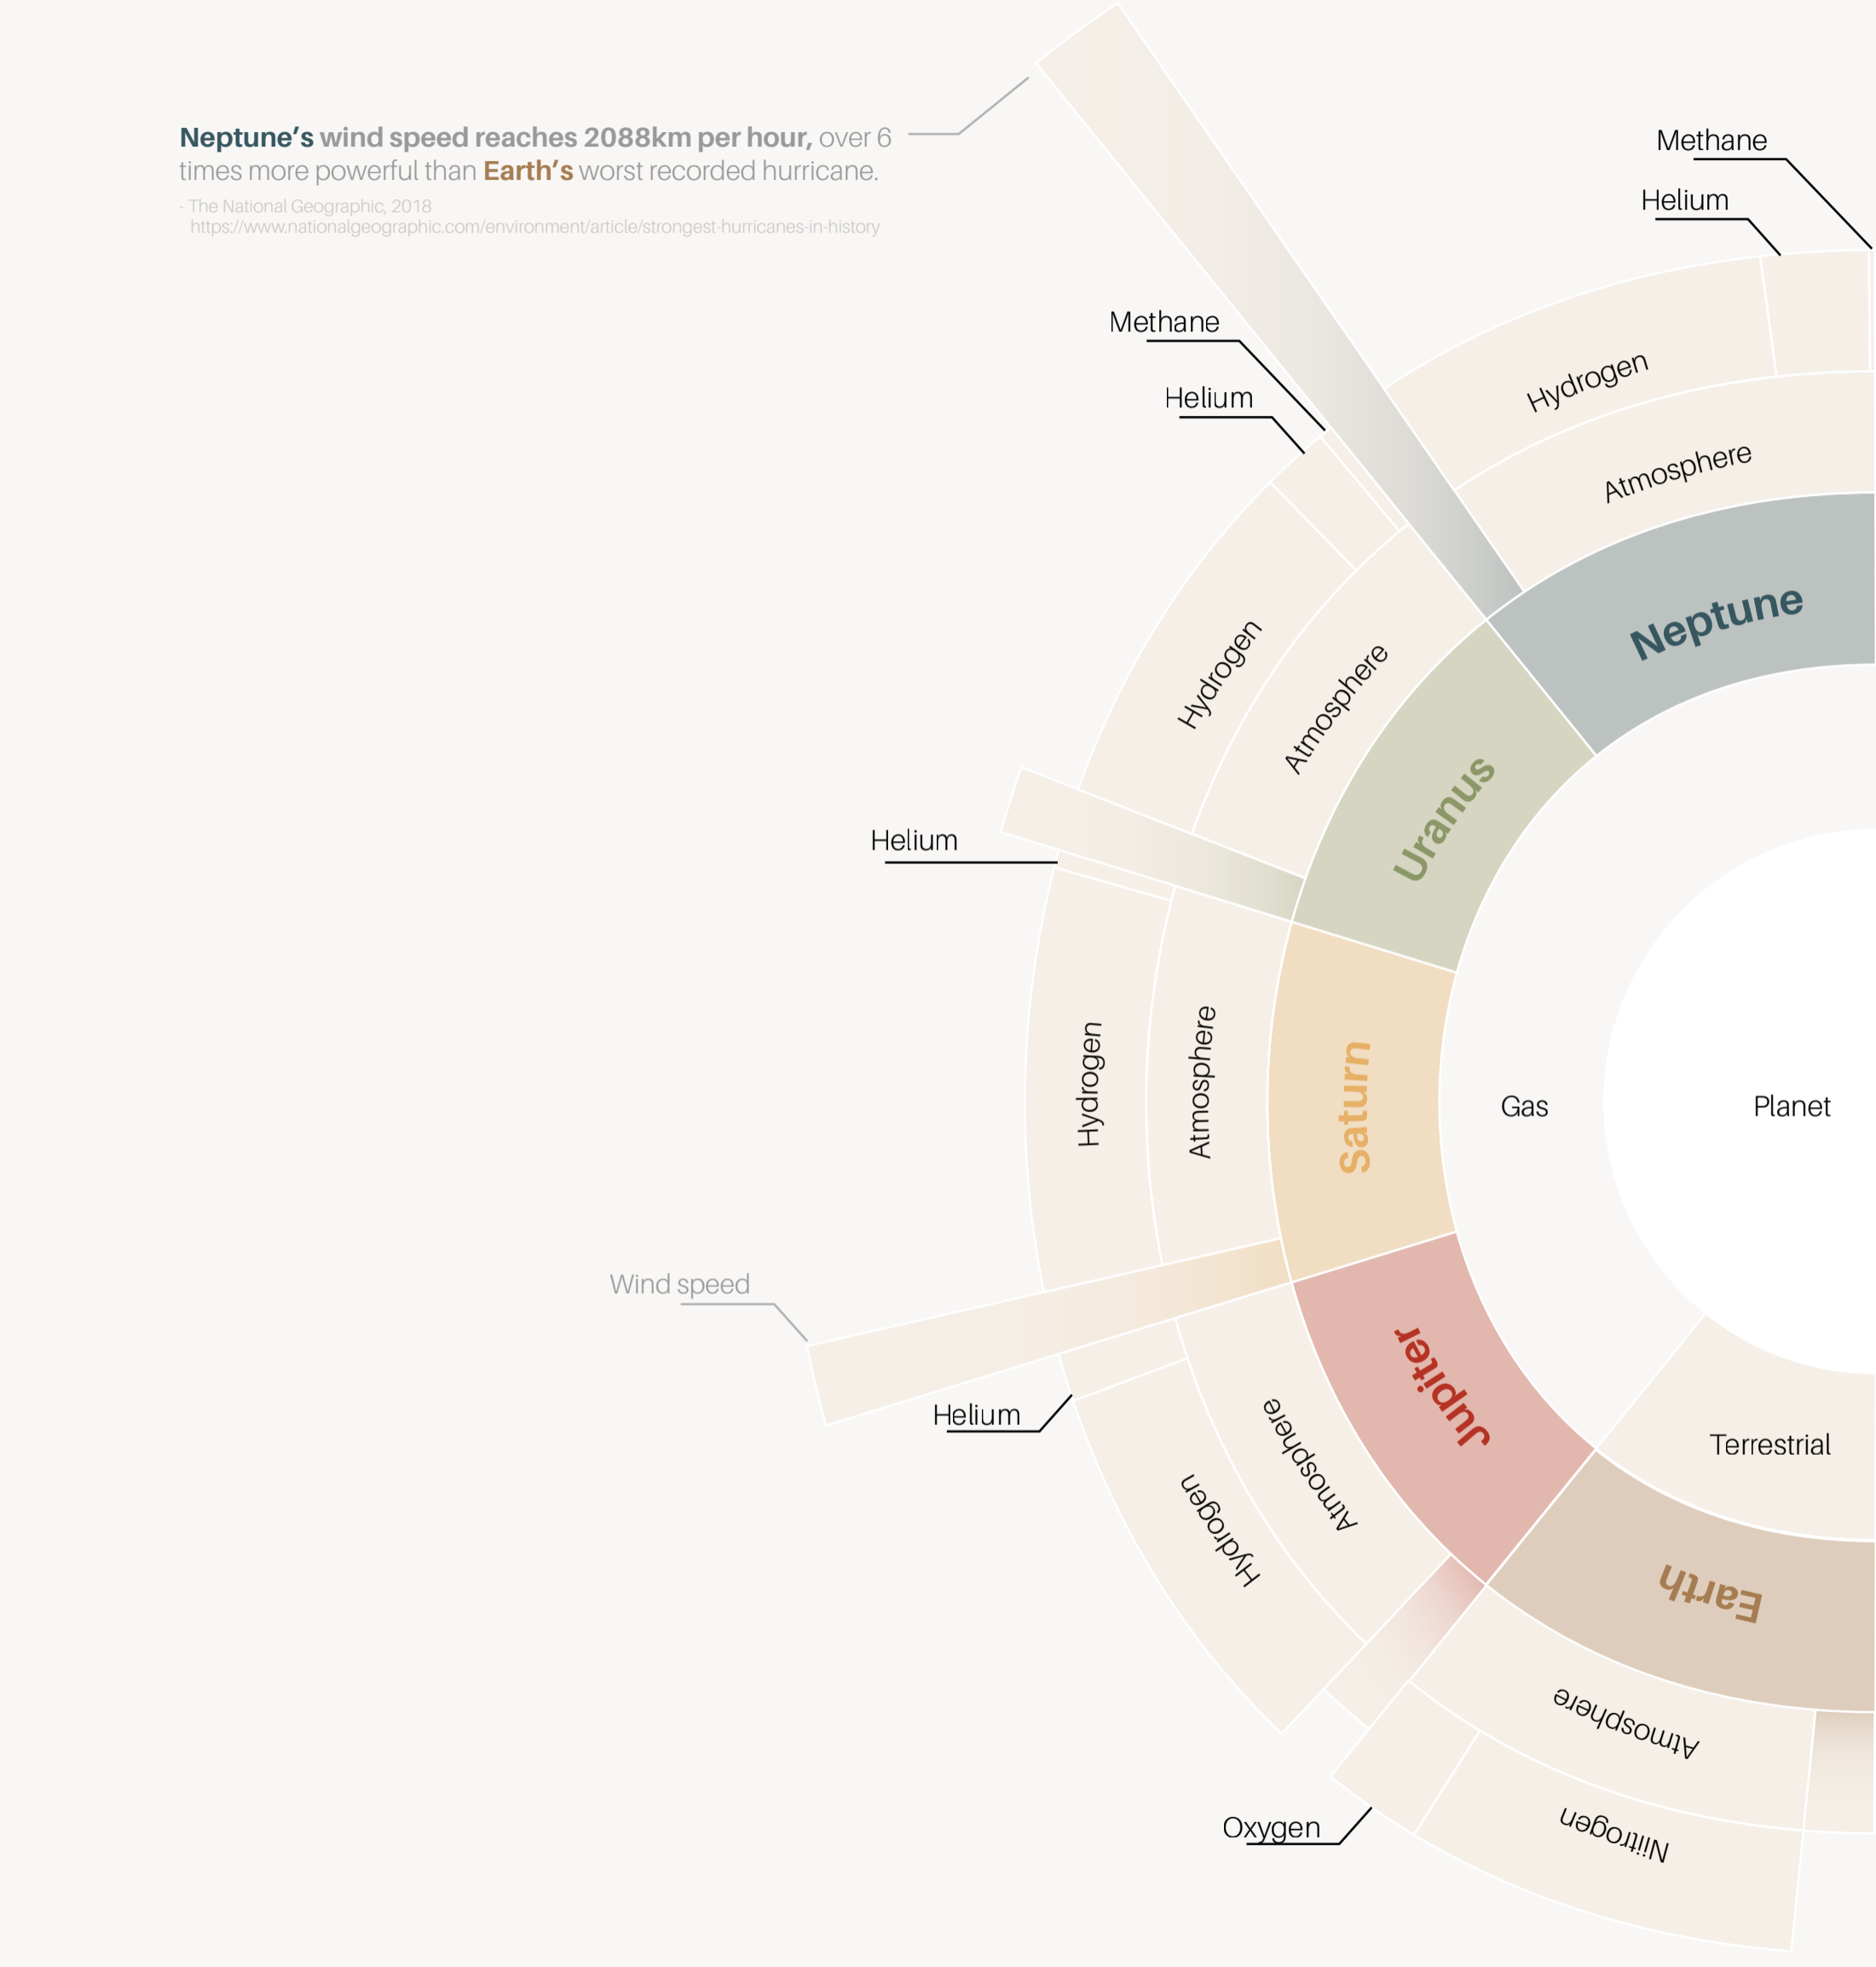 Neptune’s wind speed reaches 2088km per hour, over 6
times more powerful than Earth’s worst recorded hurricane.
- The National Geographic, 2018
https://www.nationalgeographic.com/environment/article/strongest-hurricanes-in-history
Methane
Helium
Hydrogen
Atmosphere
Neptune
Methane
Helium
Hydrogen
Atmosphere
Uranus
Helium
Hydrogen
Atmosphere
Saturn
Gas
Planet
Wind speed
Helium
Hydrogen
Atmosphere
Jupiter
Terrestrial
Earth
Atmosphere
Niitrogen
Oxygen